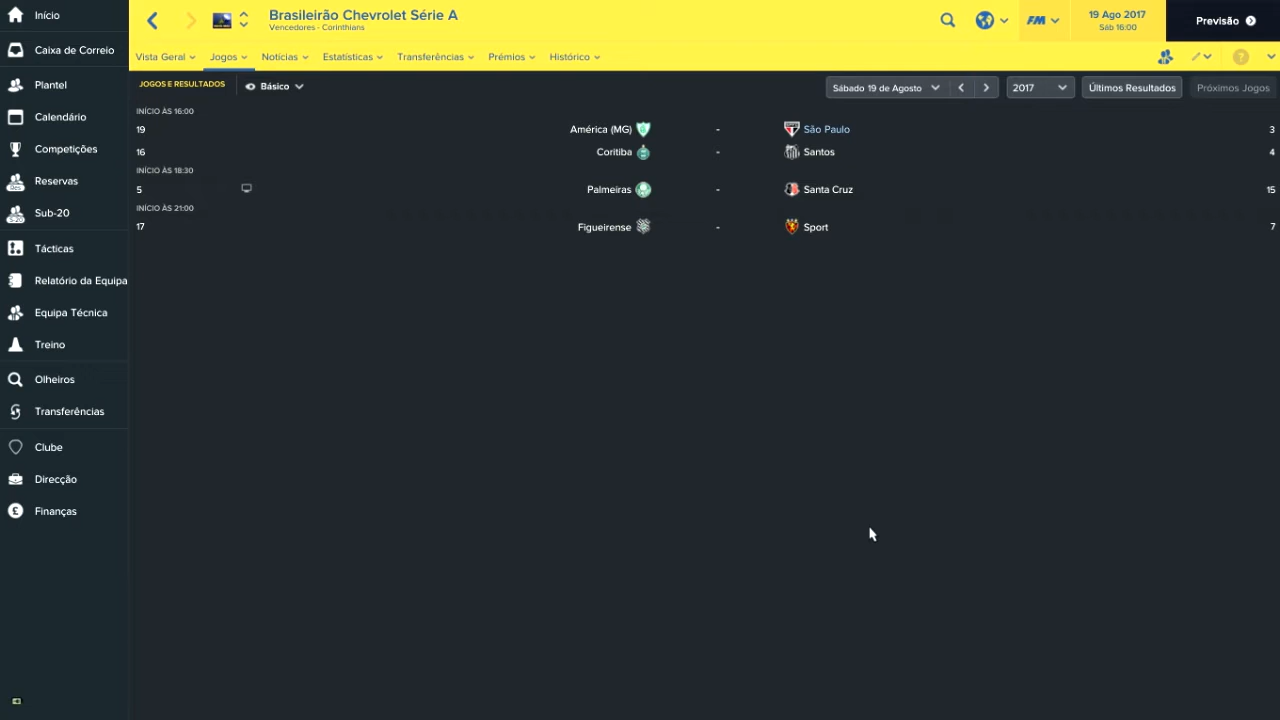 Início
Caixa de Correio
Plantel
Calendário
Competições
Reservas
Sub-20
Tácticas
Relatório da Equipa
Equipa Técnica
Treino
Olheiros
Transferências
Clube
Direcção
Finanças
Brasileirão Chevrolet Série A
Vencedores - Corinthians
FM
19 Ago 2017
Sáb 16:00
Previsão
Vista Geral
Jogos
Notícias
Estatísticas
Transferências
Prémios
Histórico
JOGOS E RESULTADOS
Básico
Sábado 19 de Agosto
2017
Últimos Resultados
Próximos Jogos
INÍCIO ÀS 16:00
19 América (MG) - São Paulo 3
16 Coritiba - Santos 4
INÍCIO ÀS 18:30
5 Palmeiras - Santa Cruz 15
INÍCIO ÀS 21:00
17 Figueirense - Sport 7